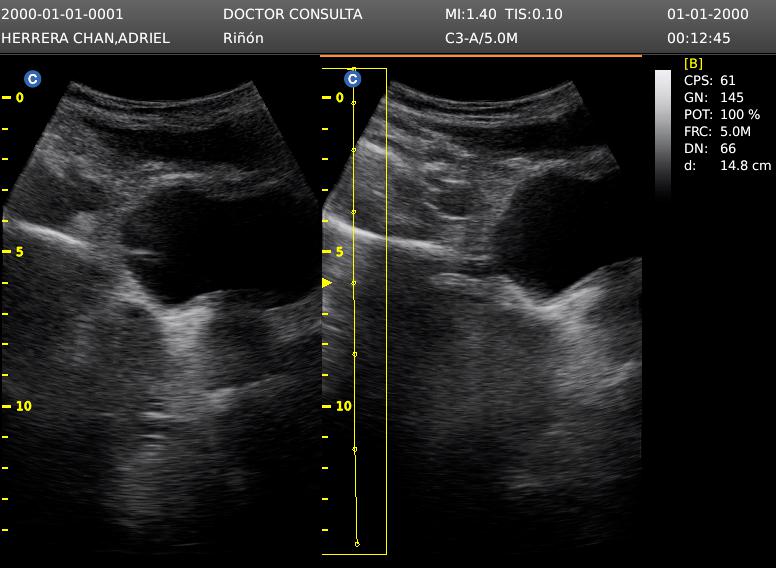 2000-01-01-0001 DOCTOR CONSULTA MI:1.40 TIS:0.10 01-01-2000
HERRERA CHAN,ADRIEL Riñón C3-A/5.0M 00:12:45
[B]
CPS: 61
GN: 145
POT: 100 %
FRC: 5.0M
DN: 66
d: 14.8 cm
C C
0 0
5 5
10 10